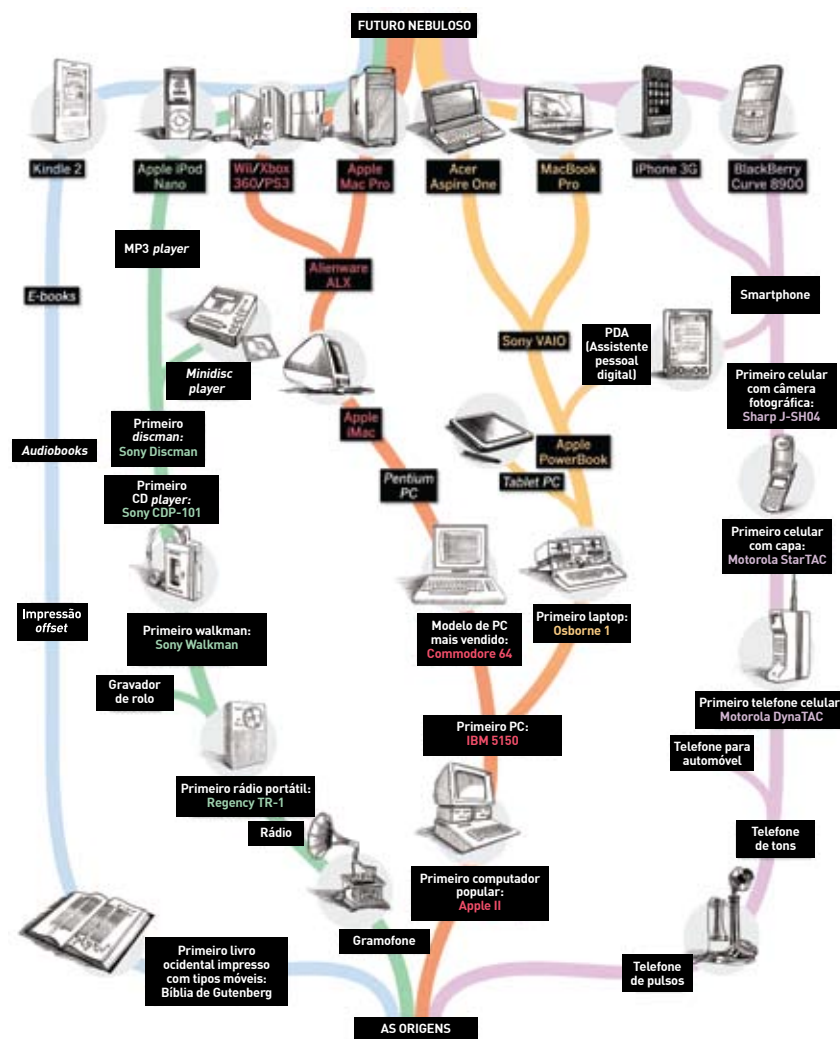 FUTURO NEBULOSO
Kindle 2
Apple iPod
Nano
Wii/Xbox
360/PS3
Apple
Mac Pro
Acer
Aspire One
MacBook
Pro
iPhone 3G
BlackBerry
Curve 8900
MP3 player
E-books
Alienware
ALX
Smartphone
Sony VAIO
PDA
(Assistente
pessoal
digital)
Minidisc
player
Primeiro celular
com câmera
fotográfica:
Sharp J-SH04
Primeiro
discman:
Sony Discman
Apple
iMac
Audiobooks
Apple
PowerBook
Pentium
PC
Tablet PC
Primeiro
CD player:
Sony CDP-101
Primeiro celular
com capa:
Motorola StarTAC
Impressão
offset
Primeiro walkman:
Sony Walkman
Modelo de PC
mais vendido:
Commodore 64
Primeiro laptop:
Osborne 1
Gravador
de rolo
Primeiro telefone celular
Motorola DynaTAC
Primeiro PC:
IBM 5150
Telefone para
automóvel
Primeiro rádio portátil:
Regency TR-1
Rádio
Telefone
de tons
Primeiro computador
popular:
Apple II
Gramofone
Primeiro livro
ocidental impresso
com tipos móveis:
Bíblia de Gutenberg
Telefone
de pulsos
AS ORIGENS